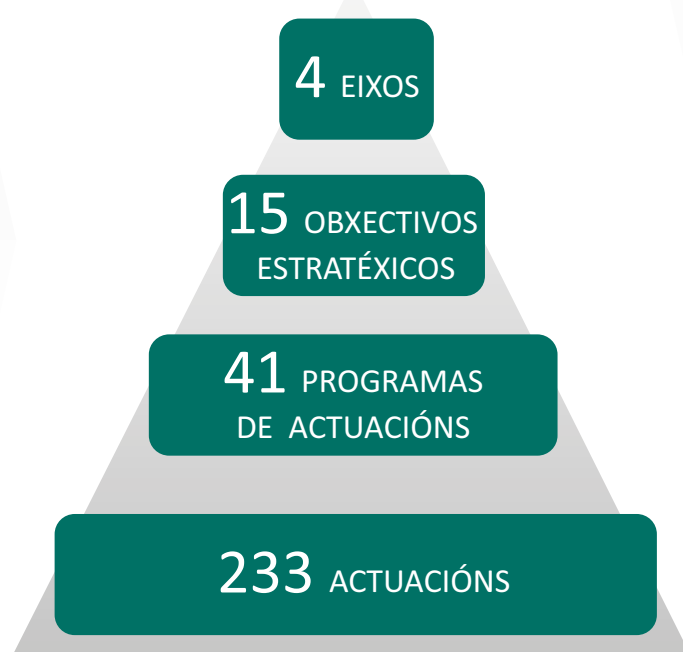 4 EIXOS
15 OBXECTIVOS
ESTRATÉXICOS
41 PROGRAMAS
DE ACTUACIÓNS
233 ACTUACIÓNS